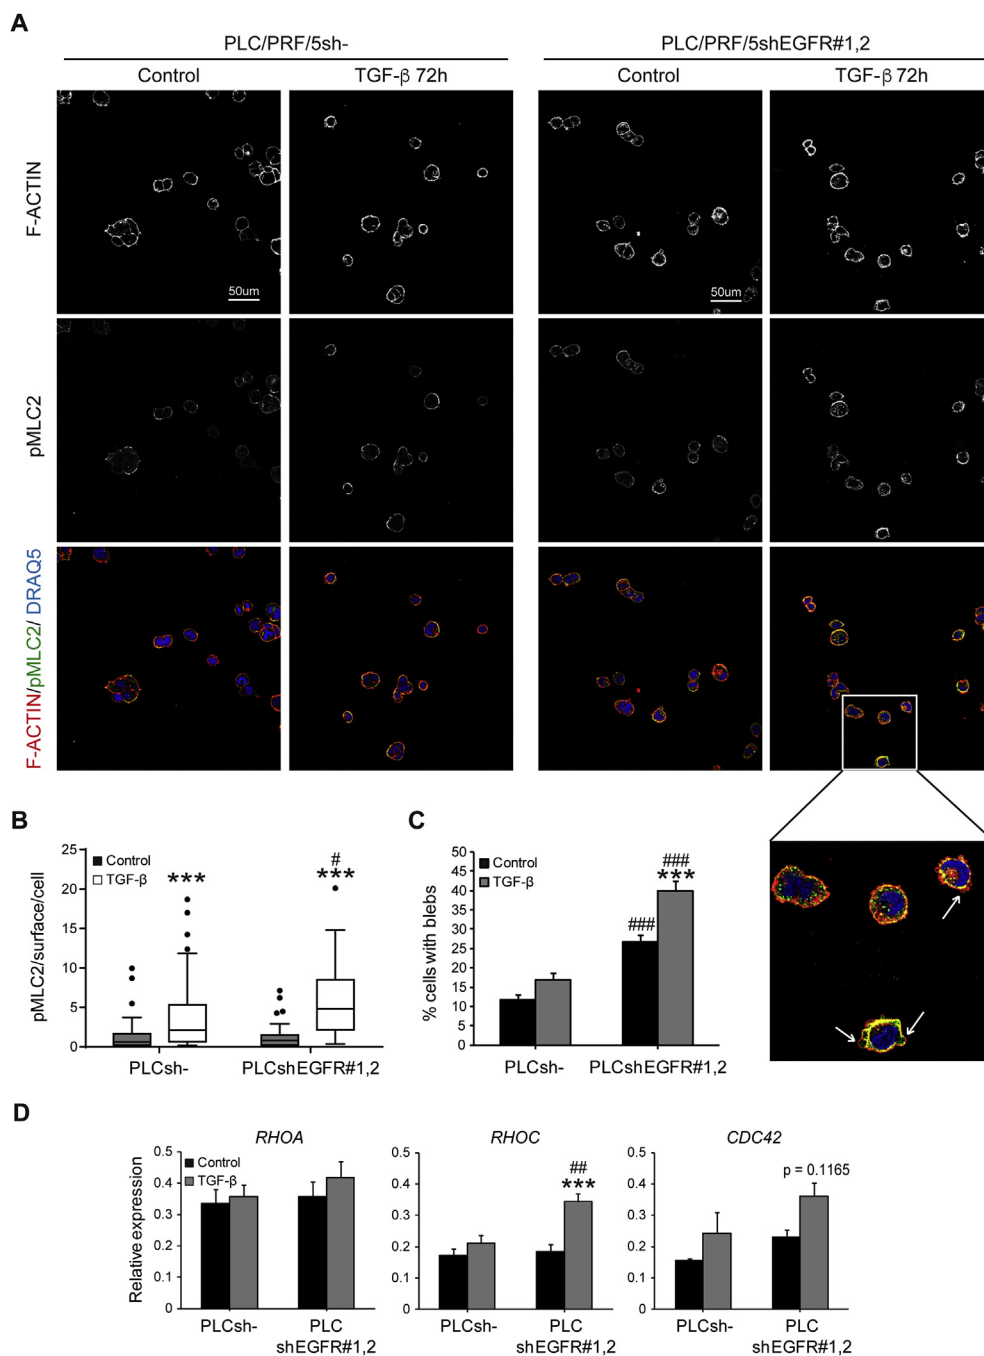 A
PLC/PRF/5sh-
PLC/PRF/5shEGFR#1,2
Control
TGF-β 72h
Control
TGF-β 72h
F-ACTIN
50um
50um
pMLC2
F-ACTIN/pMLC2/ DRAQ5
B
pMLC2/surface/cell
25
20
15
10
5
0
Control
TGF-β
***
#
***
PLCsh-
PLCshEGFR#1,2
C
% cells with blebs
50
45
40
35
30
25
20
15
10
5
0
Control
TGF-β
###
###
***
PLCsh-
PLCshEGFR#1,2
D
Relative expression
RHOA
0.5
0.4
0.3
0.2
0.1
0
Control
TGF-β
PLCsh-
PLC
shEGFR#1,2
RHOC
0.5
0.4
0.3
0.2
0.1
0
##
***
PLCsh-
PLC
shEGFR#1,2
CDC42
0.5
0.4
0.3
0.2
0.1
0
p = 0.1165
PLCsh-
PLC
shEGFR#1,2